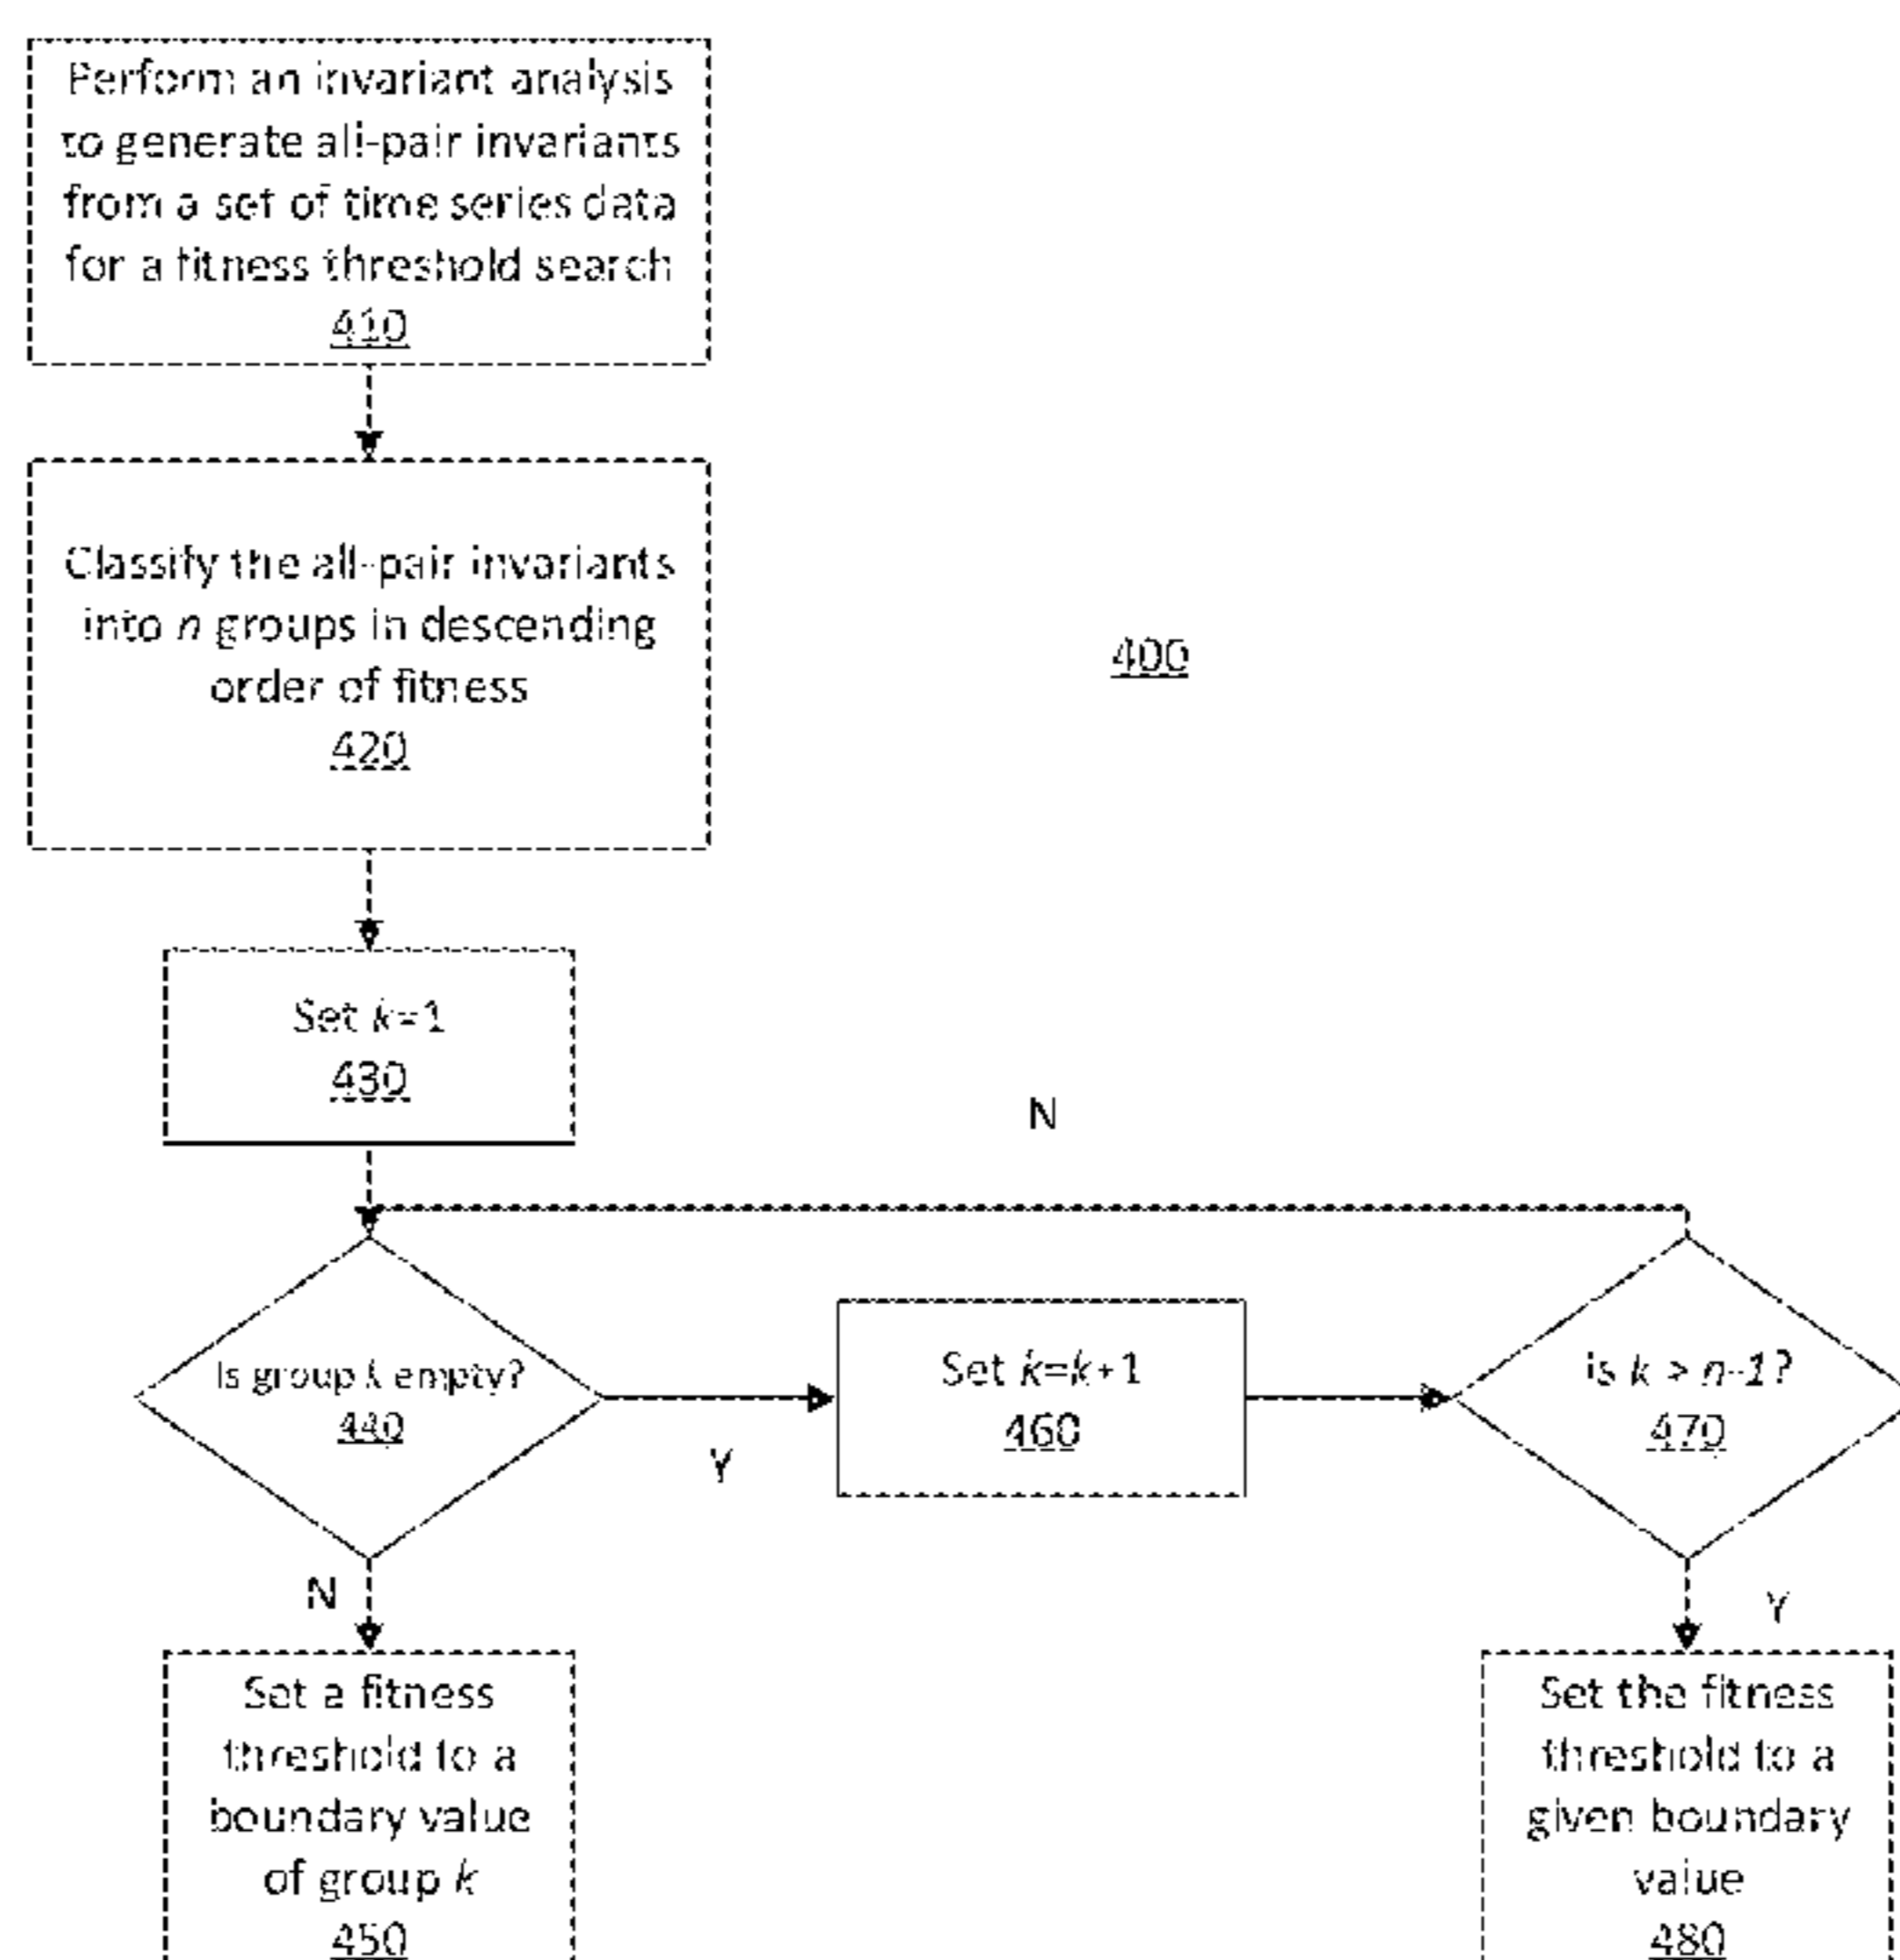 Perform an invariant analysis
to generate all-pair invariants
from a set of time series data
for a fitness threshold search
410
Classify the all-pair invariants
into n groups in descending
order of fitness
420
400
Set k=1
430
N
Is group k empty?
440
Y
Set k=k+1
460
is k > n-1?
470
N
Y
Set a fitness
threshold to a
boundary value
of group k
450
Set the fitness
threshold to a
given boundary
value
480